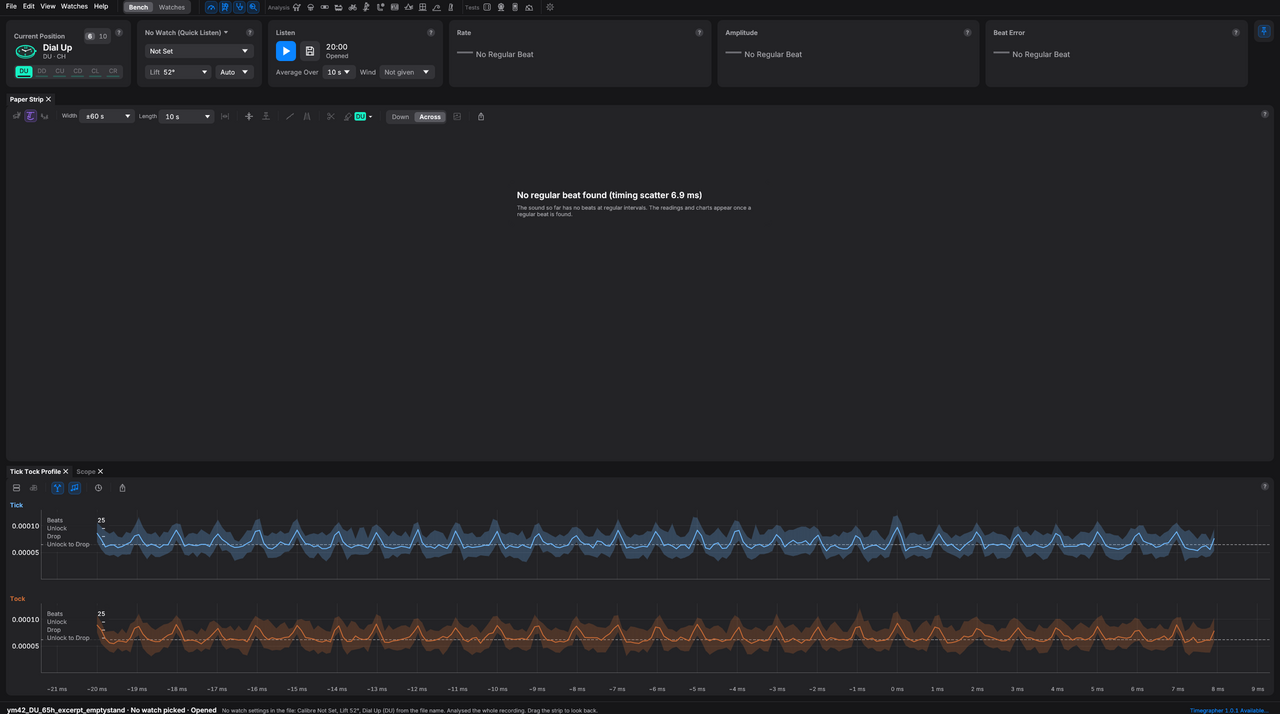 File Edit View Watches Help Bench Watches Analysis Tests
Current Position 6 10 ?
Dial Up
DU · CH
DU DD CU CD CL CR
No Watch (Quick Listen) ?
Not Set
Lift 52° Auto
Listen ?
20:00
Opened
Average Over 10 s Wind Not given
Rate ?
No Regular Beat
Amplitude ?
No Regular Beat
Beat Error ?
No Regular Beat
Paper Strip
Width ±60 s Length 10 s DU Down Across ?
No regular beat found (timing scatter 6.9 ms)
The sound so far has no beats at regular intervals. The readings and charts appear once a
regular beat is found.
Tick Tock Profile Scope
?
Tick
0.00010
0.00005
Beats 25
Unlock –
Drop –
Unlock to Drop –
Tock
0.00010
0.00005
Beats 25
Unlock –
Drop –
Unlock to Drop –
−21 ms −20 ms −19 ms −18 ms −17 ms −16 ms −15 ms −14 ms −13 ms −12 ms −11 ms −10 ms −9 ms −8 ms −7 ms −6 ms −5 ms −4 ms −3 ms −2 ms −1 ms 0 ms 1 ms 2 ms 3 ms 4 ms 5 ms 6 ms 7 ms 8 ms 9 ms
ym42_DU_65h_excerpt_emptystand · No watch picked · Opened No watch settings in the file: Calibre Not Set, Lift 52°, Dial Up (DU) from the file name. Analysed the whole recording. Drag the strip to look back. Timegrapher 1.0.1 Available...